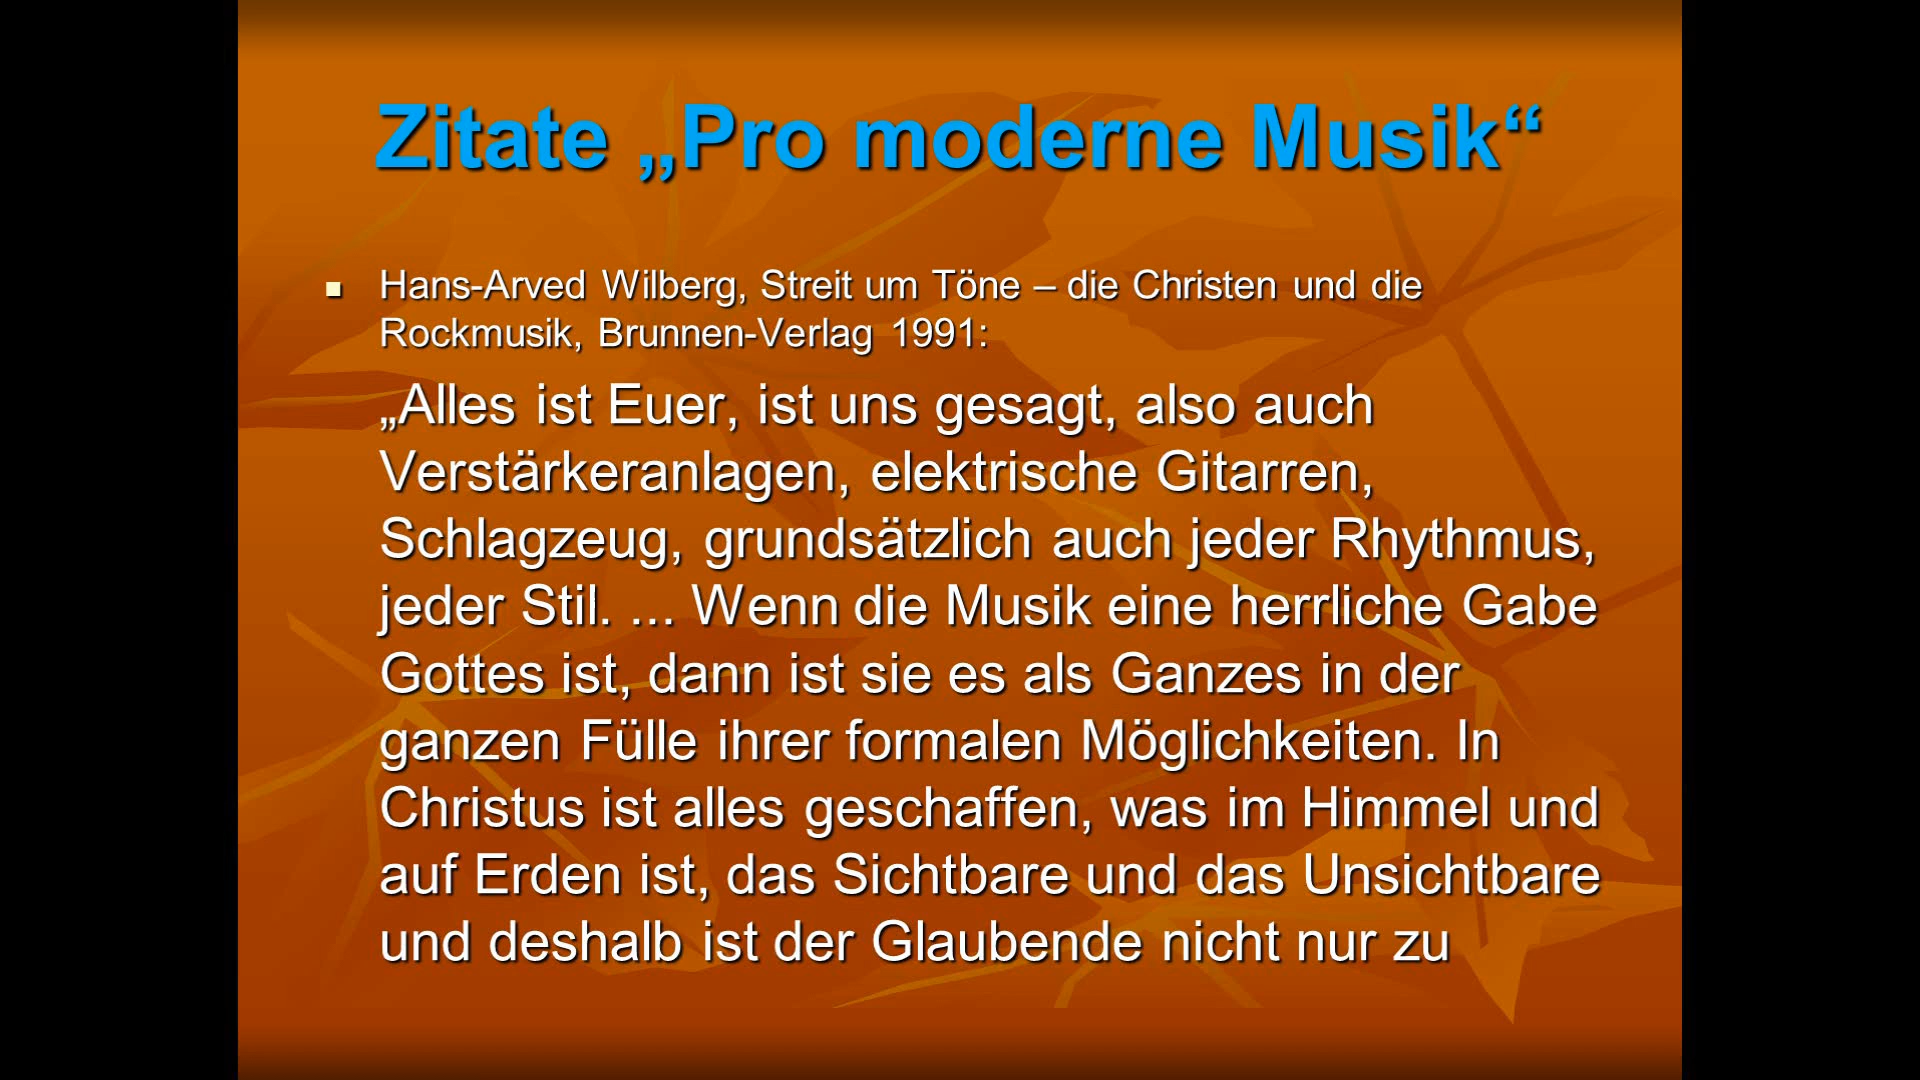 Zitate „Pro moderne Musik“
Hans-Arved Wilberg, Streit um Töne – die Christen und die
Rockmusik, Brunnen-Verlag 1991:
„Alles ist Euer, ist uns gesagt, also auch
Verstärkeranlagen, elektrische Gitarren,
Schlagzeug, grundsätzlich auch jeder Rhythmus,
jeder Stil. ... Wenn die Musik eine herrliche Gabe
Gottes ist, dann ist sie es als Ganzes in der
ganzen Fülle ihrer formalen Möglichkeiten. In
Christus ist alles geschaffen, was im Himmel und
auf Erden ist, das Sichtbare und das Unsichtbare
und deshalb ist der Glaubende nicht nur zu